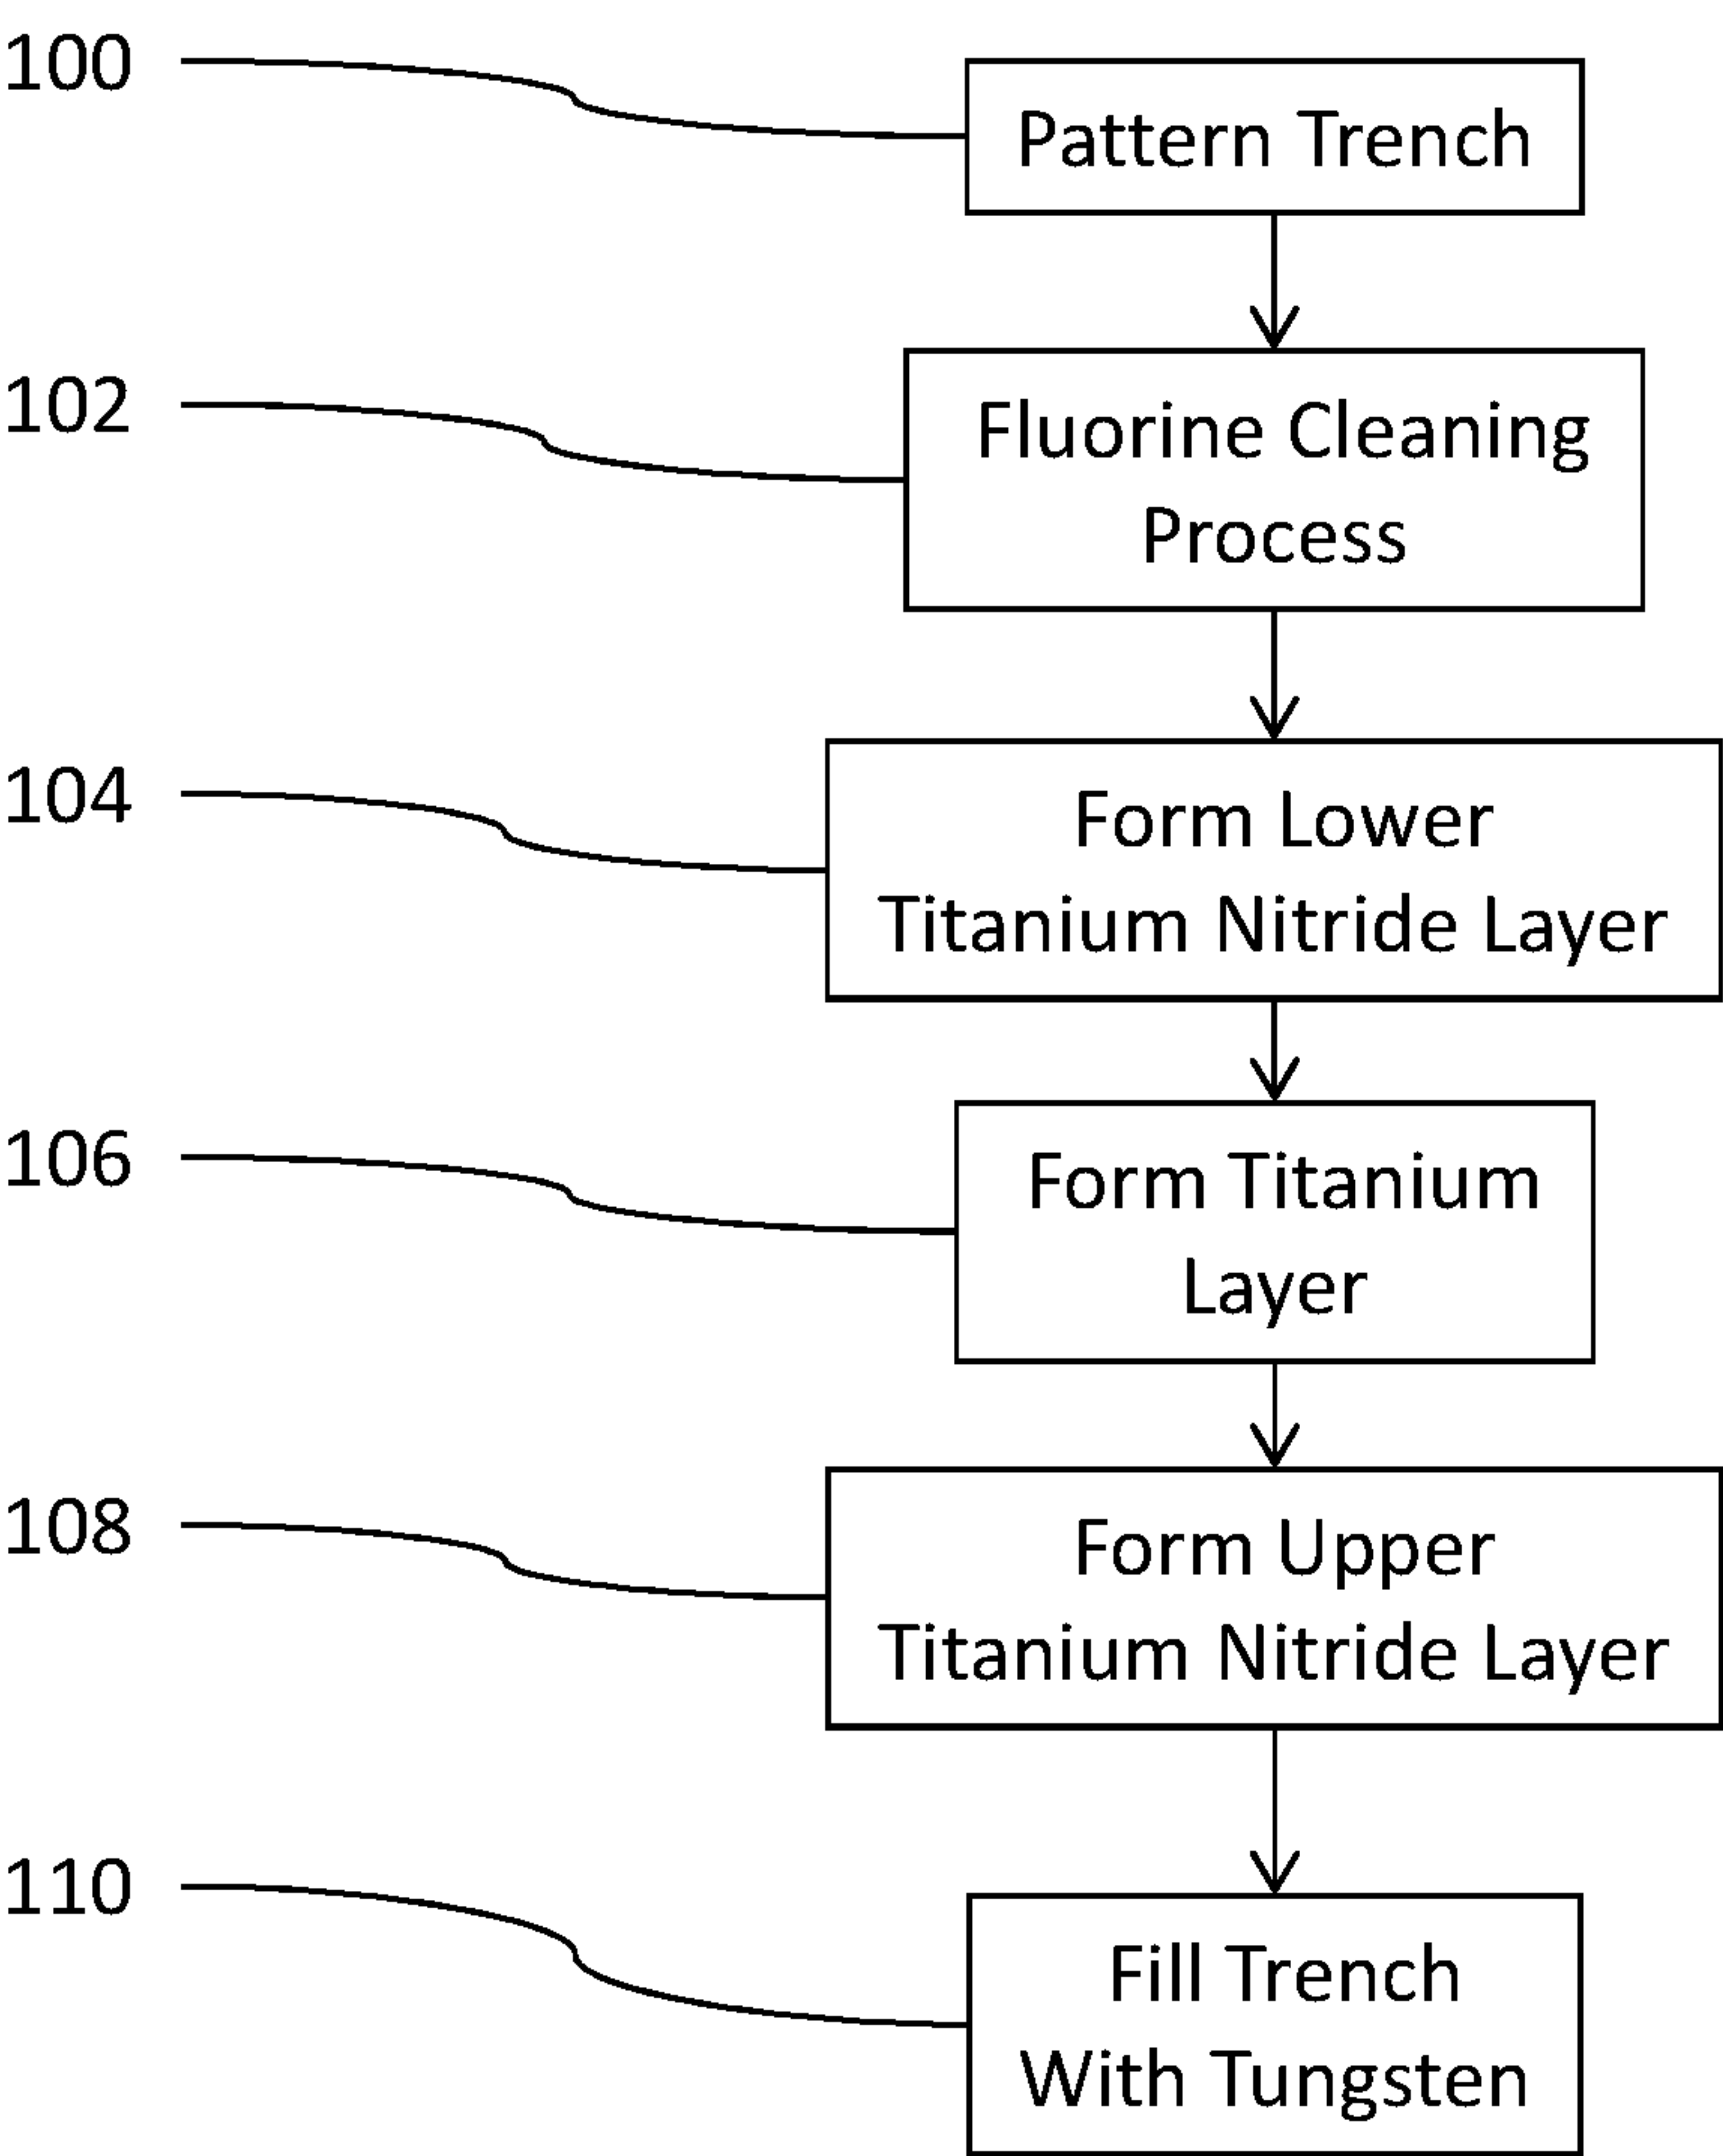 100
Pattern Trench
102
Fluorine Cleaning
Process
104
Form Lower
Titanium Nitride Layer
106
Form Titanium
Layer
108
Form Upper
Titanium Nitride Layer
110
Fill Trench
With Tungsten